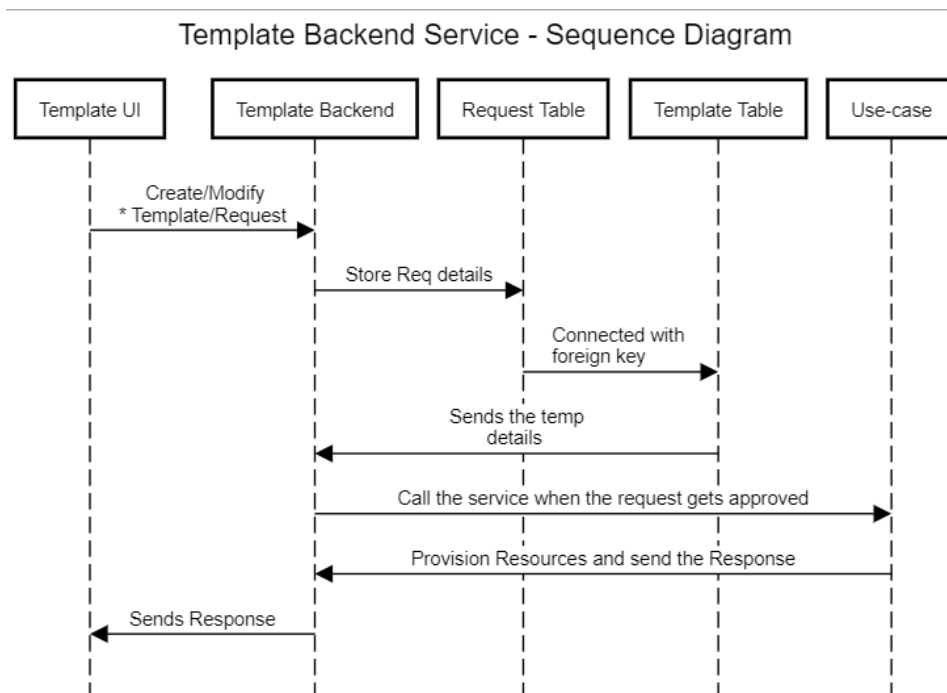 Template Backend Service - Sequence Diagram
Template UI
Template Backend
Request Table
Template Table
Use-case
Create/Modify
* Template/Request
Store Req details
Connected with
foreign key
Sends the temp
details
Call the service when the request gets approved
Provision Resources and send the Response
Sends Response